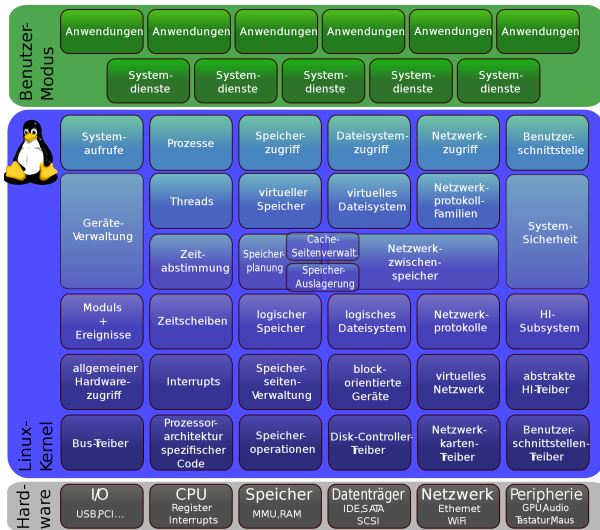 Benutzer-
Modus
Anwendungen Anwendungen Anwendungen Anwendungen Anwendungen Anwendungen
System-
dienste
System-
dienste
System-
dienste
System-
dienste
System-
dienste
Linux-
Kernel
System-
aufrufe
Prozesse
Speicher-
zugriff
Dateisystem-
zugriff
Netzwerk-
zugriff
Benutzer-
schnittstelle
Geräte-
Verwaltung
Threads
virtueller
Speicher
virtuelles
Dateisystem
Netzwerk-
protokoll-
Familien
System-
Sicherheit
Zeit-
abstimmung
Speicher-
planung
Cache-
Seitenverwalt.
Speicher-
Auslagerung
Netzwerk-
zwischen-
speicher
Moduls
+
Ereignisse
Zeitscheiben
logischer
Speicher
logisches
Dateisystem
Netzwerk-
protokolle
HI-
Subsystem
allgemeiner
Hardware-
zugriff
Interrupts
Speicher-
seiten-
Verwaltung
block-
orientierte
Geräte
virtuelles
Netzwerk
abstrakte
HI-Treiber
Bus-Treiber
Prozessor-
architektur
spezifischer
Code
Speicher-
operationen
Disk-Controller-
Treiber
Netzwerk-
karten-
Treiber
Benutzer-
schnittstellen-
Treiber
Hard-
ware
I/O
USB,PCI...
CPU
Register
Interrupts
Speicher
MMU,RAM
Datenträger
IDE,SATA
SCSI
Netzwerk
Ethernet
WiFi
Peripherie
GPU,Audio
Tastatur,Maus